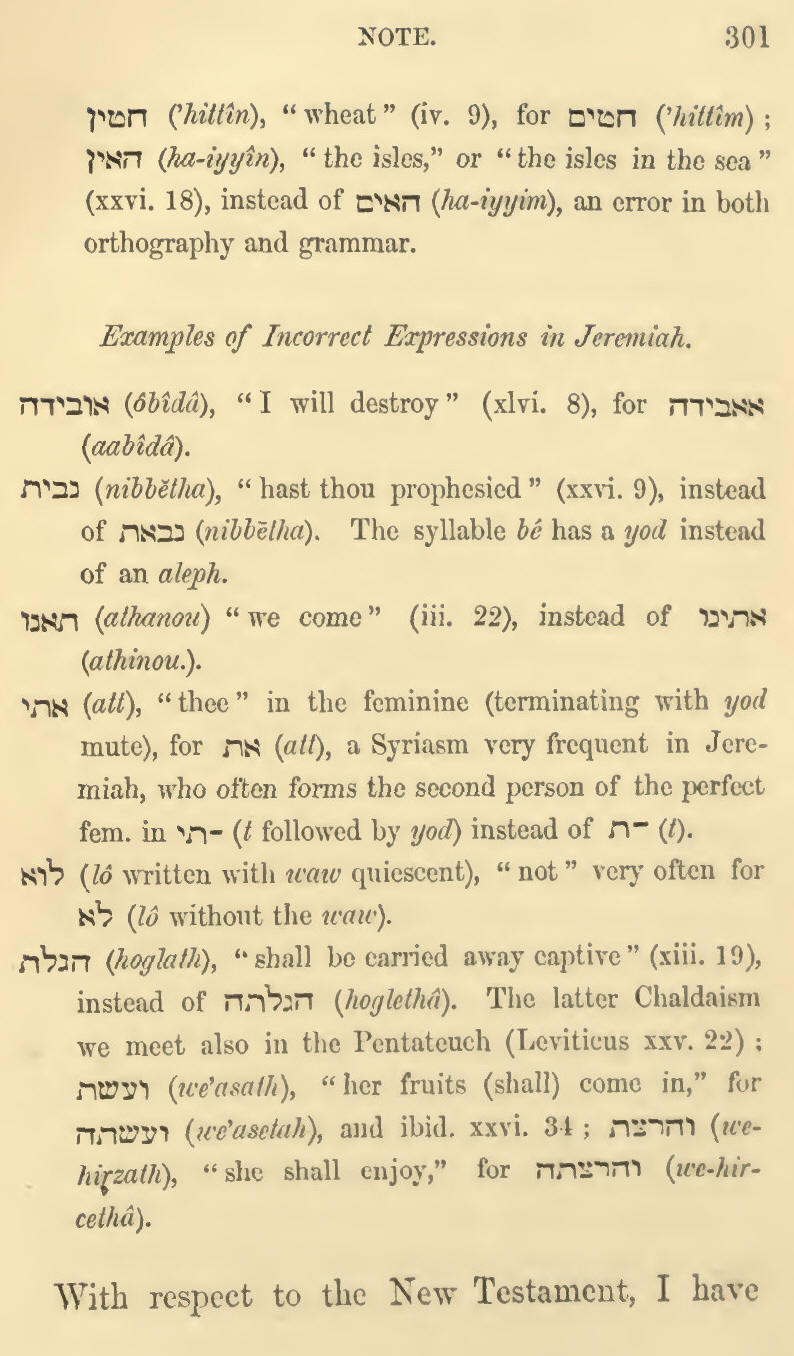 NOTE. 301
חטין (’hittîn), “wheat” (iv. 9), for חטים (’hittîm) ;
האין (ha-iyyîn), “the isles,” or “the isles in the sea”
(xxvi. 18), instead of האים (ha-iyyim), an error in both
orthography and grammar.
Examples of Incorrect Expressions in Jeremiah.
אובידה (ôbîdâ), “I will destroy” (xlvi. 8), for אאבידה
(aabîdâ).
נבית (nibbĕtha), “hast thou prophesied” (xxvi. 9), instead
of נבאת (nibbĕtha). The syllable bé has a yod instead
of an aleph.
תאנו (athanou) “we come” (iii. 22), instead of אתינו
(athinou.).
אתי (att), “thee” in the feminine (terminating with yod
mute), for את (att), a Syriasm very frequent in Jere-
miah, who often forms the second person of the perfect
fem. in תי- (t followed by yod) instead of ת- (t).
לוא (lô written with waw quiescent), “not” very often for
לא (lô without the waw).
הגלת (hoglath), “shall be carried away captive” (xiii. 19),
instead of הגלתה (hoglethâ). The latter Chaldaism
we meet also in the Pentateuch (Leviticus xxv. 22) ;
ועשת (we’asath), “her fruits (shall) come in,” for
ועשתה (we’asetah), and ibid. xxvi. 34 ; והרצת (we-
hirzath), “she shall enjoy,” for והרצתה (we-hir-
cethâ).
With respect to the New Testament, I have